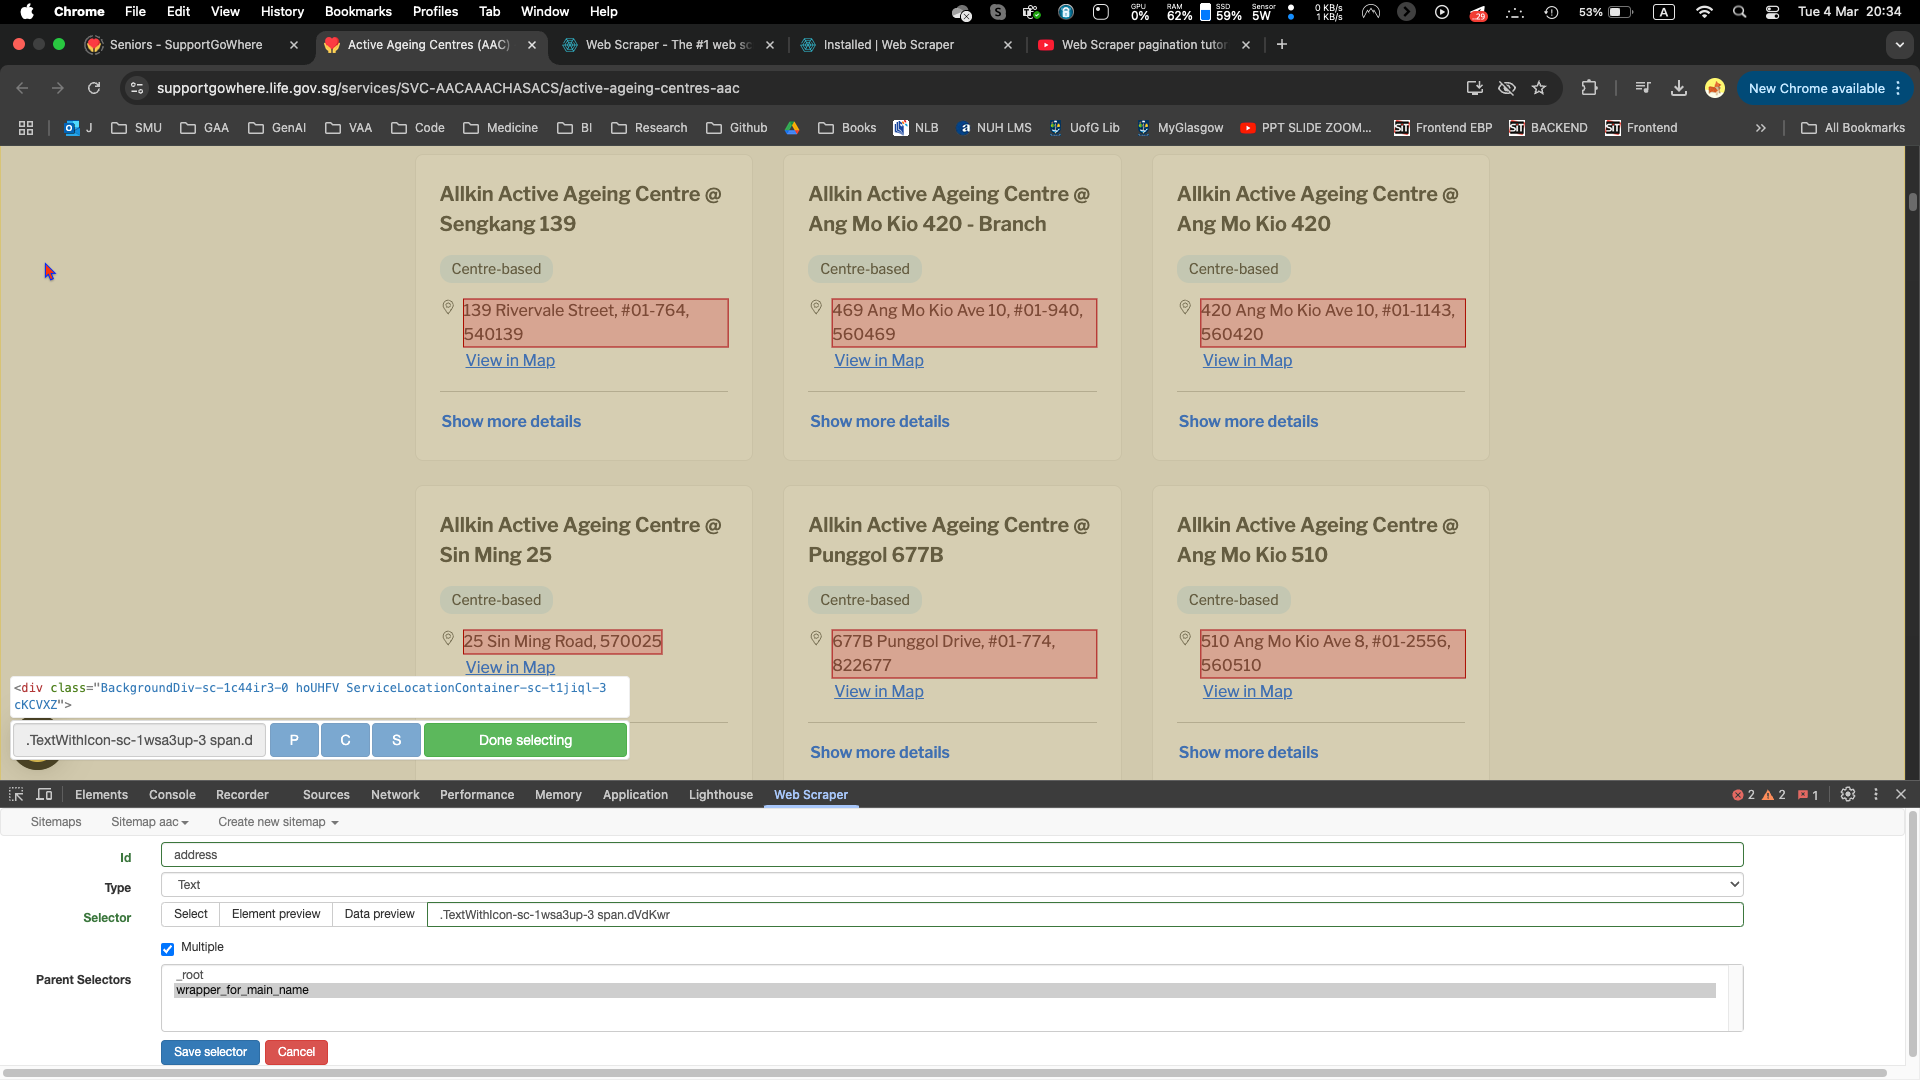 Chrome File Edit View History Bookmarks Profiles Tab Window Help
GPU 0% RAM 62% SSD 59% Sensor 5W 0 KB/s 1 KB/s 29 53% A Tue 4 Mar 20:34
Seniors - SupportGoWhere
Active Ageing Centres (AAC)
Web Scraper - The #1 web sc
Installed | Web Scraper
Web Scraper pagination tutor
supportgowhere.life.gov.sg/services/SVC-AACAAACHASACS/active-ageing-centres-aac
New Chrome available
J SMU GAA GenAI VAA Code Medicine BI Research Github Books NLB NUH LMS UofG Lib MyGlasgow PPT SLIDE ZOOM... Frontend EBP BACKEND Frontend All Bookmarks
Allkin Active Ageing Centre @
Sengkang 139
Centre-based
139 Rivervale Street, #01-764,
540139
View in Map
Show more details
Allkin Active Ageing Centre @
Ang Mo Kio 420 - Branch
Centre-based
469 Ang Mo Kio Ave 10, #01-940,
560469
View in Map
Show more details
Allkin Active Ageing Centre @
Ang Mo Kio 420
Centre-based
420 Ang Mo Kio Ave 10, #01-1143,
560420
View in Map
Show more details
Allkin Active Ageing Centre @
Sin Ming 25
Centre-based
25 Sin Ming Road, 570025
View in Map
Allkin Active Ageing Centre @
Punggol 677B
Centre-based
677B Punggol Drive, #01-774,
822677
View in Map
Show more details
Allkin Active Ageing Centre @
Ang Mo Kio 510
Centre-based
510 Ang Mo Kio Ave 8, #01-2556,
560510
View in Map
Show more details
<div class="BackgroundDiv-sc-1c44ir3-0 hoUHFV ServiceLocationContainer-sc-t1jiql-3
cKCVXZ">
.TextWithIcon-sc-1wsa3up-3 span.d P C S Done selecting
Elements Console Recorder Sources Network Performance Memory Application Lighthouse Web Scraper 2 2 1
Sitemaps Sitemap aac Create new sitemap
Id address
Type Text
Selector Select Element preview Data preview .TextWithIcon-sc-1wsa3up-3 span.dVdKwr
Multiple
Parent Selectors _root
wrapper_for_main_name
Save selector Cancel